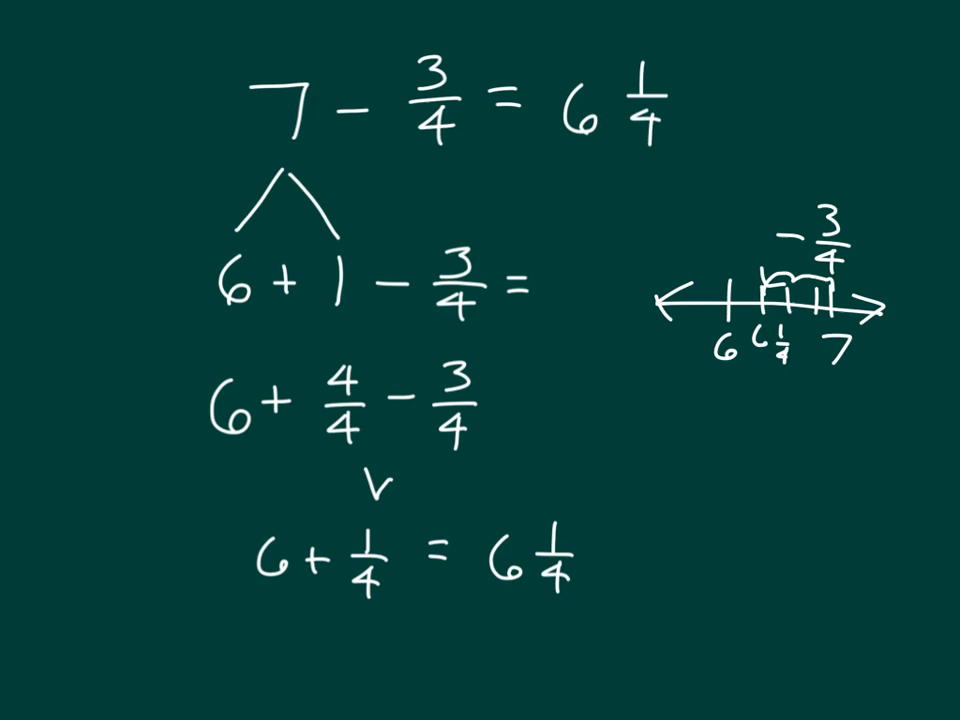 7 - 3/4 = 6 1/4
6 + 1 - 3/4 =
- 3/4
6 6 1/4 7
6 + 4/4 - 3/4
6 + 1/4 = 6 1/4